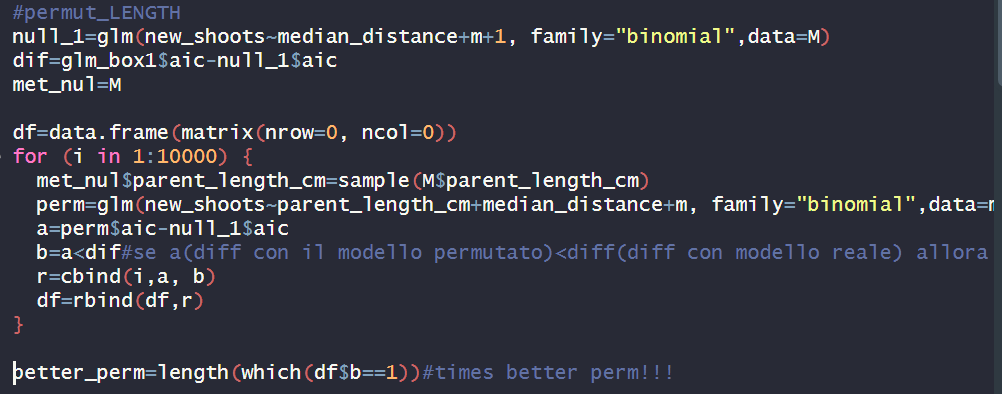 #permut_LENGTH
null_1=glm(new_shoots~median_distance+m+1, family="binomial",data=M)
dif=glm_box1$aic-null_1$aic
met_nul=M
df=data.frame(matrix(nrow=0, ncol=0))
for (i in 1:10000) {
met_nul$parent_length_cm=sample(M$parent_length_cm)
perm=glm(new_shoots~parent_length_cm+median_distance+m, family="binomial",data=
a=perm$aic-null_1$aic
b=a<dif#se a(diff con il modello permutato)<diff(diff con modello reale) allora
r=cbind(i,a, b)
df=rbind(df,r)
}
better_perm=length(which(df$b==1))#times better perm!!!